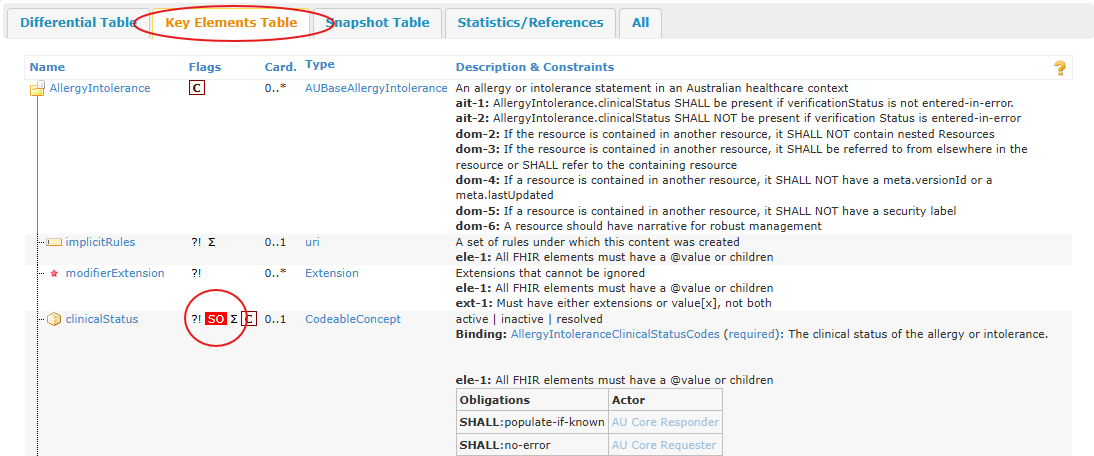 Differential Table Key Elements Table Snapshot Table Statistics/References All
Name Flags Card. Type Description & Constraints ?
AllergyIntolerance C 0..* AUBaseAllergyIntolerance An allergy or intolerance statement in an Australian healthcare context
ait-1: AllergyIntolerance.clinicalStatus SHALL be present if verificationStatus is not entered-in-error.
ait-2: AllergyIntolerance.clinicalStatus SHALL NOT be present if verification Status is entered-in-error
dom-2: If the resource is contained in another resource, it SHALL NOT contain nested Resources
dom-3: If the resource is contained in another resource, it SHALL be referred to from elsewhere in the
resource or SHALL refer to the containing resource
dom-4: If a resource is contained in another resource, it SHALL NOT have a meta.versionId or a
meta.lastUpdated
dom-5: If a resource is contained in another resource, it SHALL NOT have a security label
dom-6: A resource should have narrative for robust management
implicitRules ?! Σ 0..1 uri A set of rules under which this content was created
ele-1: All FHIR elements must have a @value or children
modifierExtension ?! 0..* Extension Extensions that cannot be ignored
ele-1: All FHIR elements must have a @value or children
ext-1: Must have either extensions or value[x], not both
clinicalStatus ?! SO Σ C 0..1 CodeableConcept active | inactive | resolved
Binding: AllergyIntoleranceClinicalStatusCodes (required): The clinical status of the allergy or intolerance.
ele-1: All FHIR elements must have a @value or children
Obligations Actor
SHALL:populate-if-known AU Core Responder
SHALL:no-error AU Core Requester